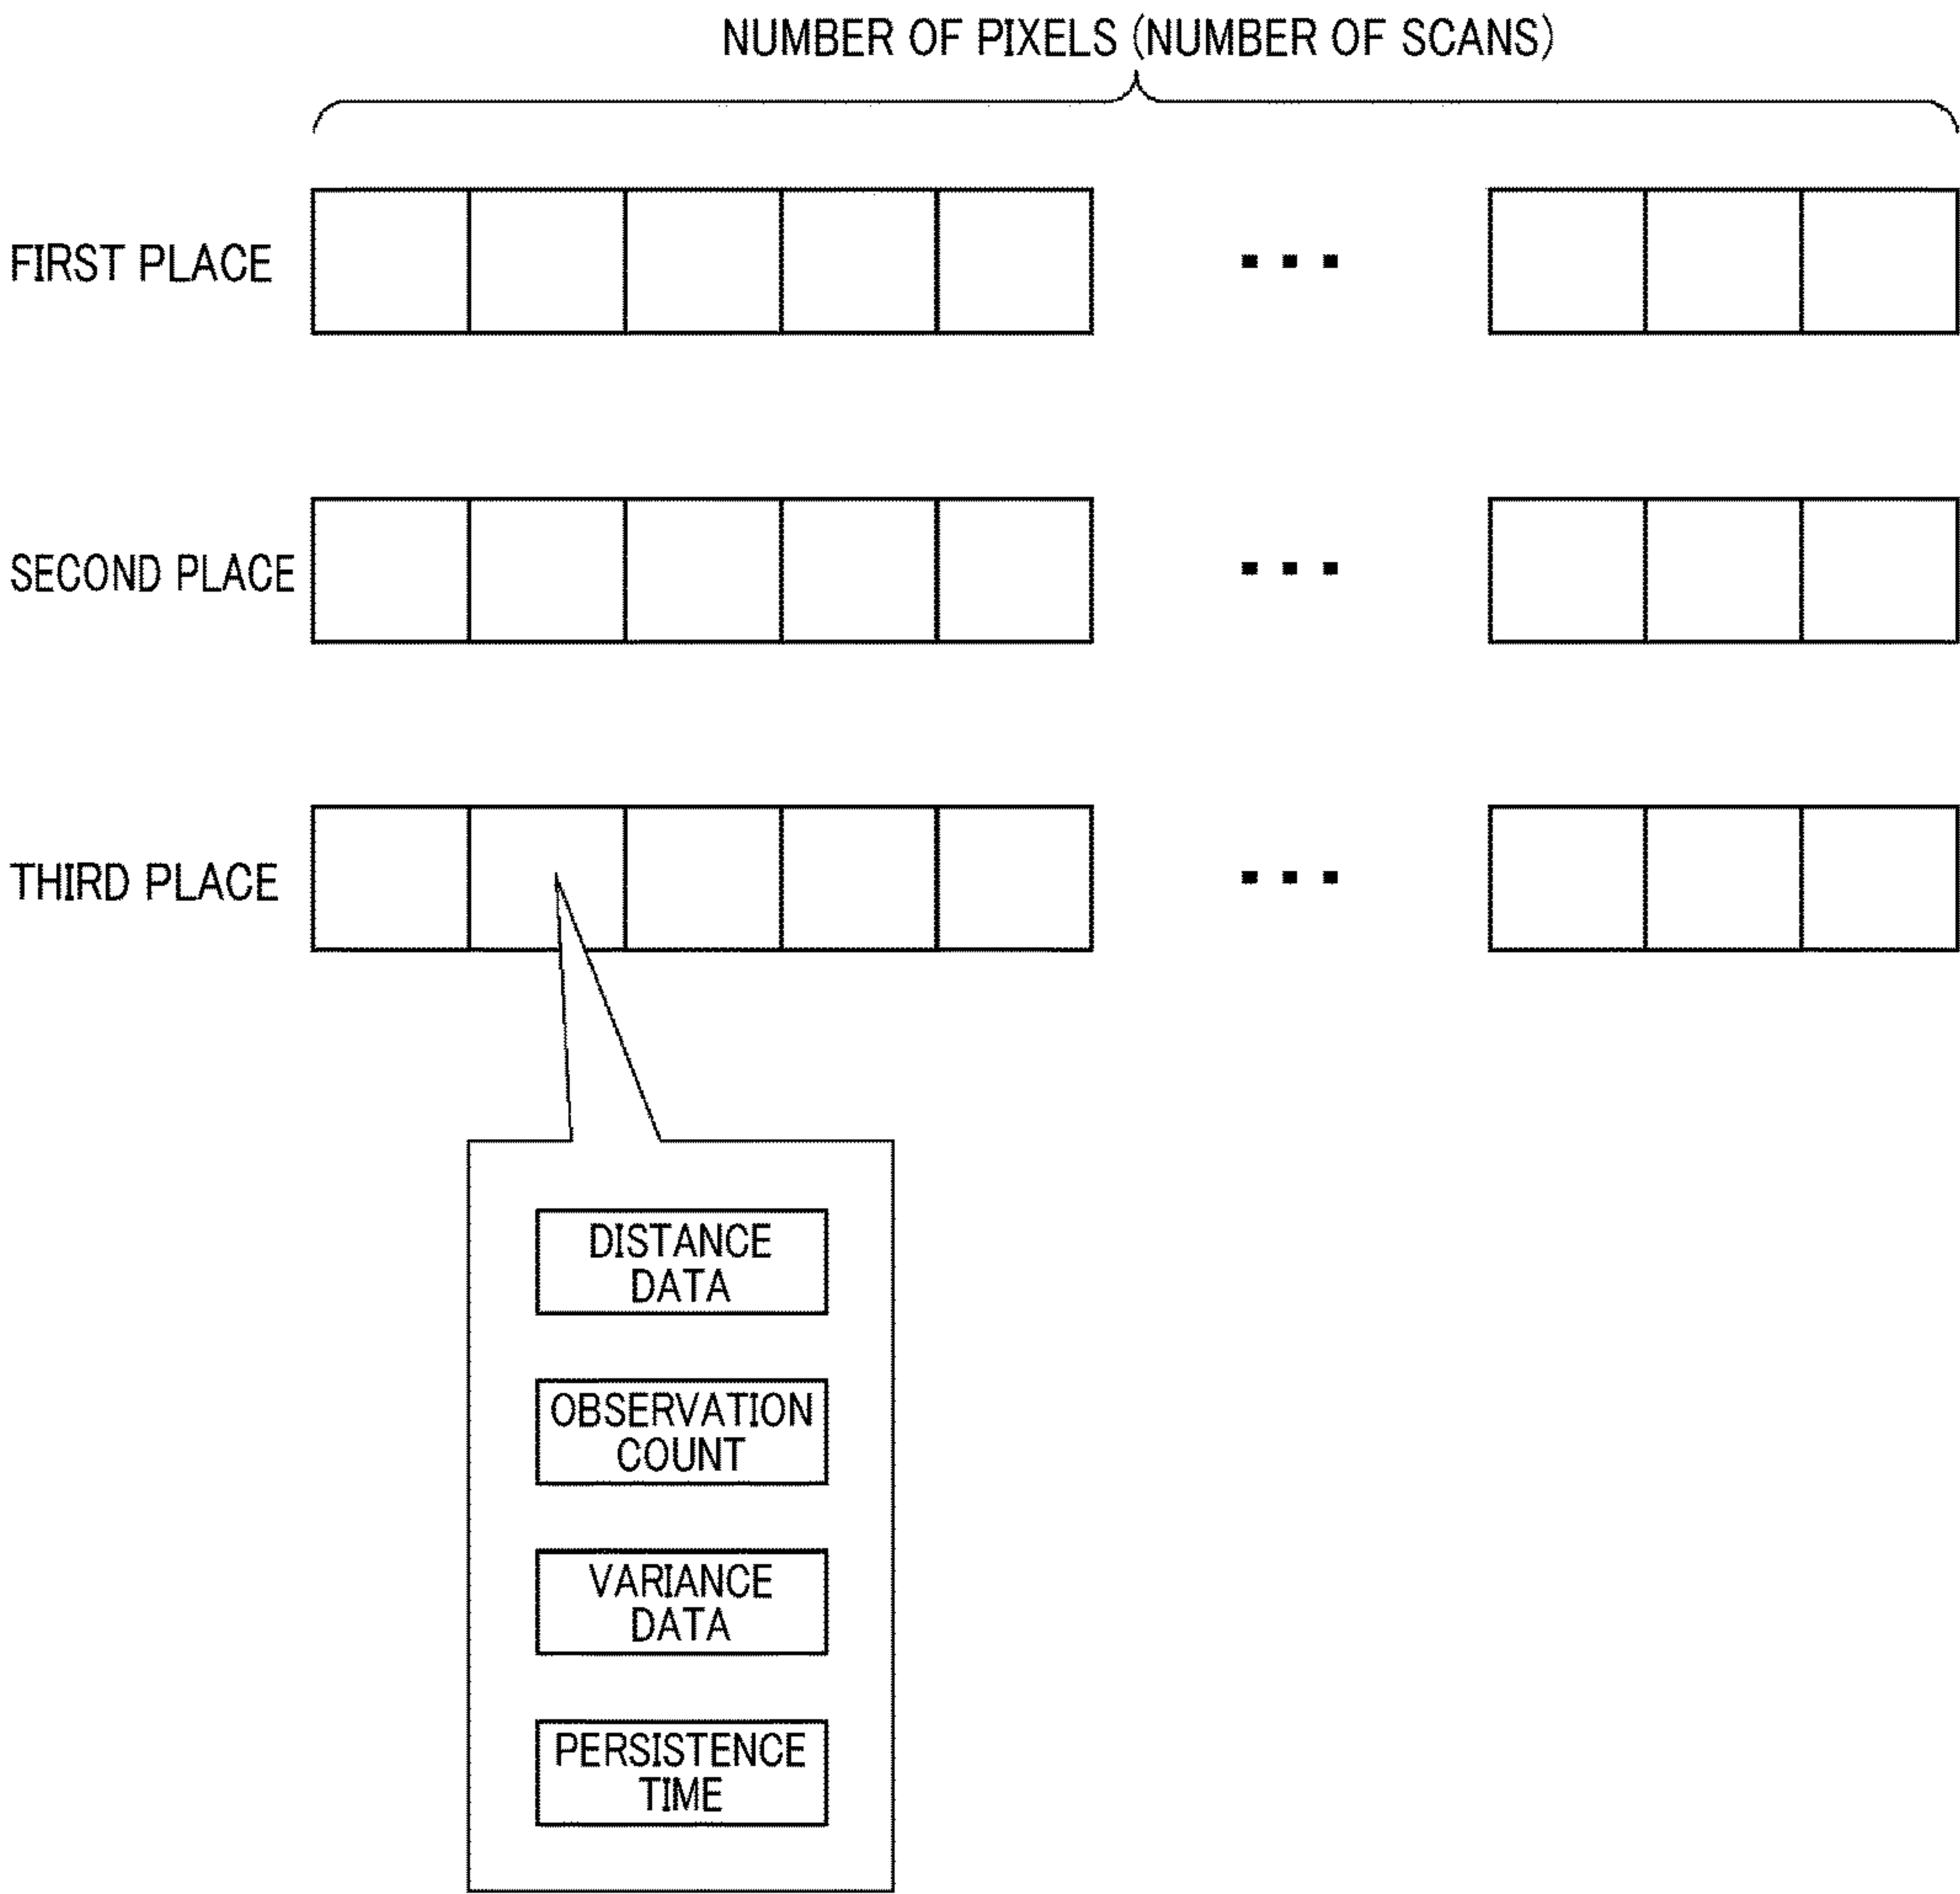 NUMBER OF PIXELS (NUMBER OF SCANS)
FIRST PLACE
SECOND PLACE
THIRD PLACE
DISTANCE
DATA
OBSERVATION
COUNT
VARIANCE
DATA
PERSISTENCE
TIME